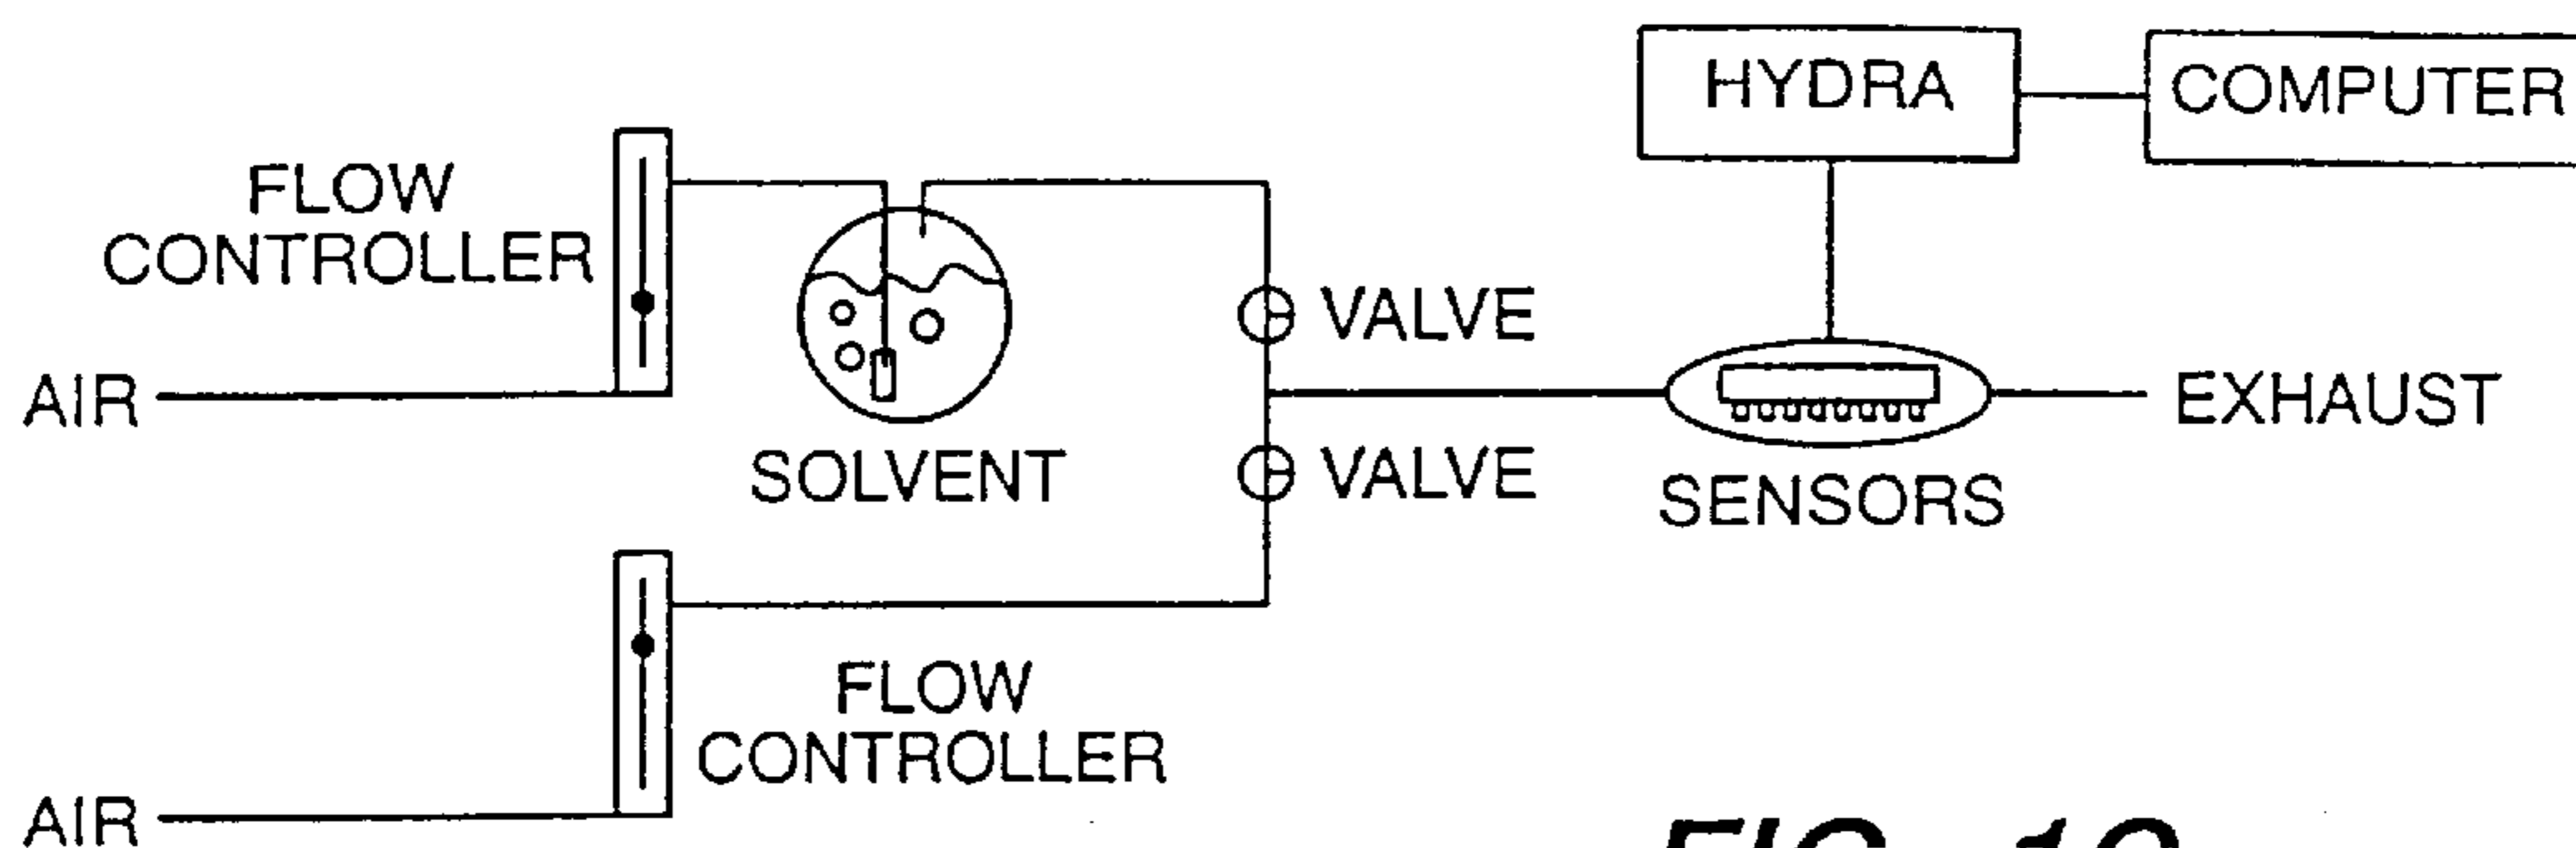 HYDRA
COMPUTER
FLOW
CONTROLLER
AIR
SOLVENT
VALVE
VALVE
SENSORS
EXHAUST
FLOW
CONTROLLER
AIR